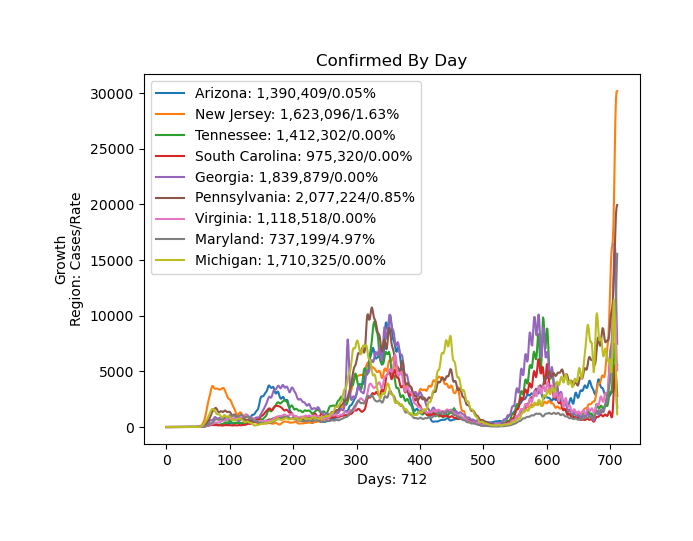 Confirmed By Day
Growth
Region: Cases/Rate
30000
25000
20000
15000
10000
5000
0
Arizona: 1,390,409/0.05%
New Jersey: 1,623,096/1.63%
Tennessee: 1,412,302/0.00%
South Carolina: 975,320/0.00%
Georgia: 1,839,879/0.00%
Pennsylvania: 2,077,224/0.85%
Virginia: 1,118,518/0.00%
Maryland: 737,199/4.97%
Michigan: 1,710,325/0.00%
0 100 200 300 400 500 600 700
Days: 712